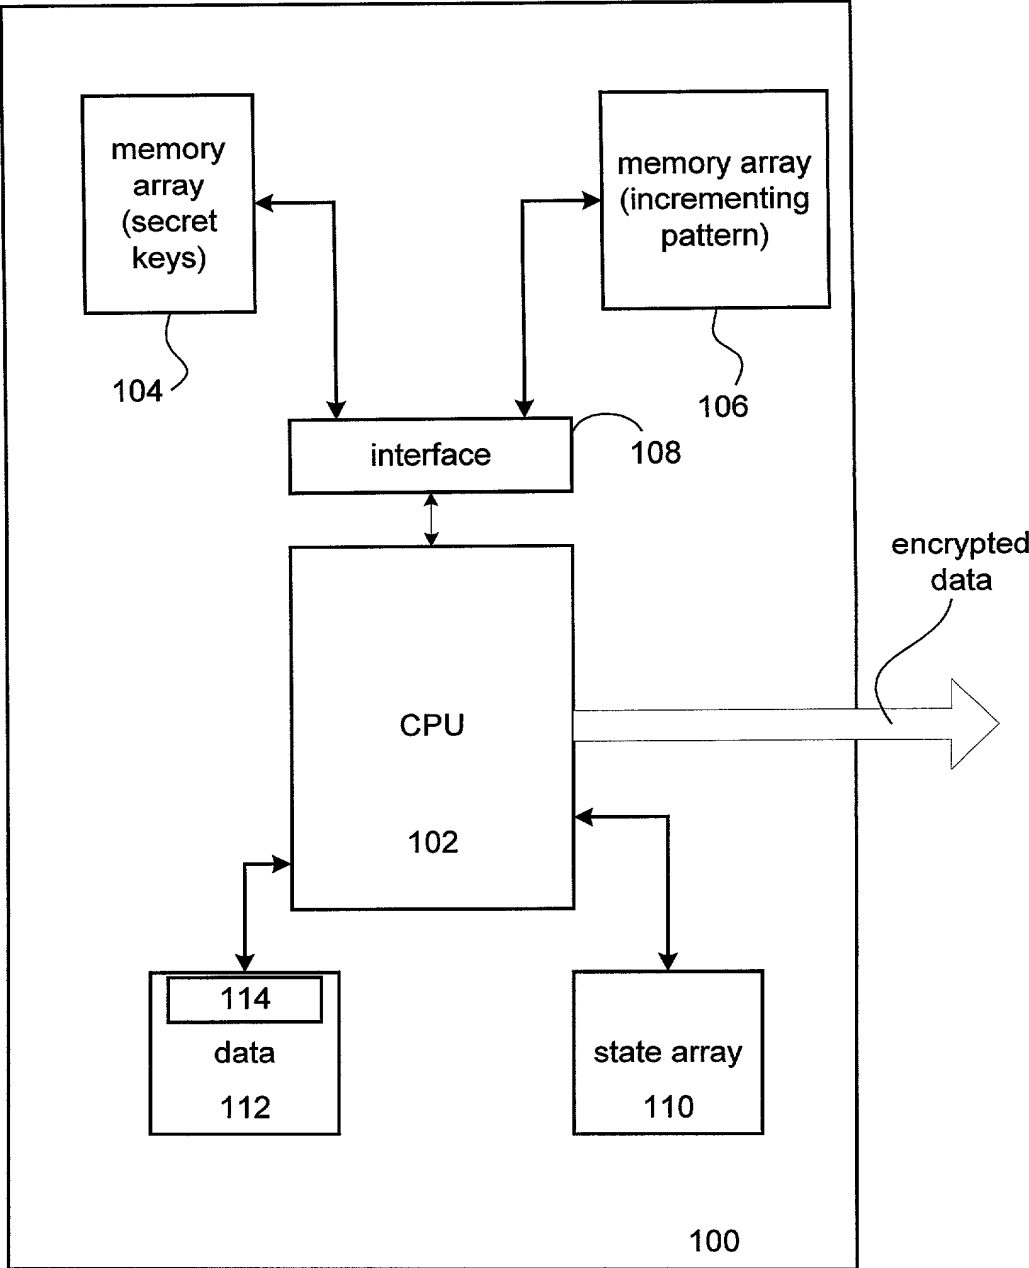 memory
array
(secret
keys)
memory array
(incrementing
pattern)
104
106
interface
108
encrypted
data
CPU
102
114
data
112
state array
110
100